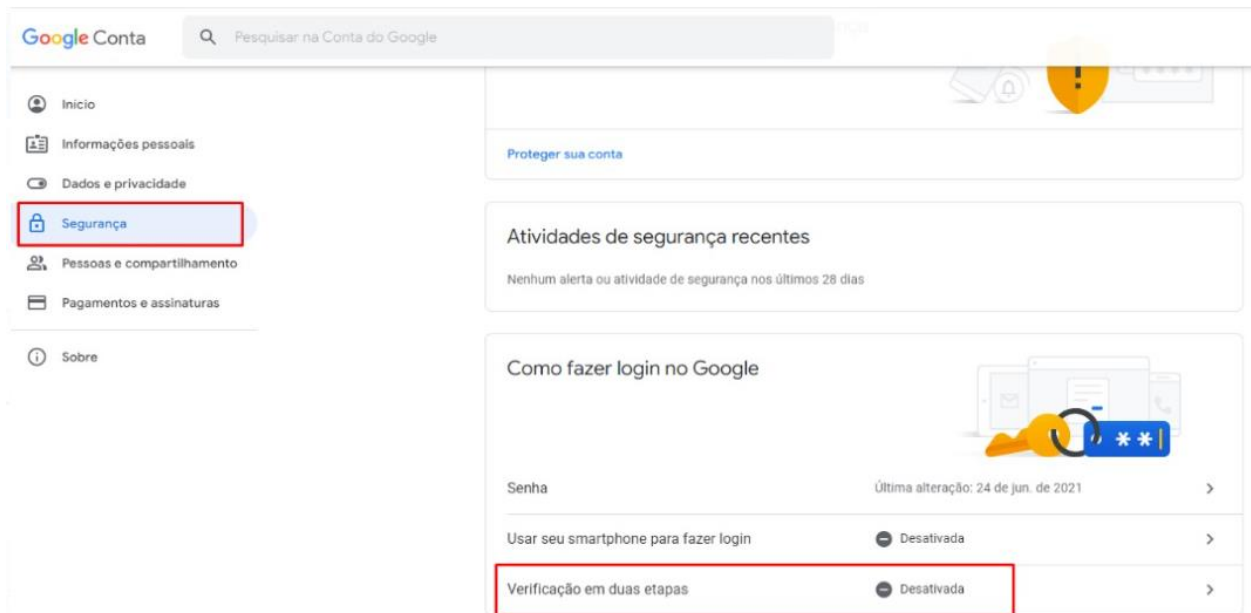 Google Conta
Pesquisar na Conta do Google
Início
Informações pessoais
Dados e privacidade
Segurança
Pessoas e compartilhamento
Pagamentos e assinaturas
Sobre
Proteger sua conta
Atividades de segurança recentes
Nenhum alerta ou atividade de segurança nos últimos 28 dias
Como fazer login no Google
Senha Última alteração: 24 de jun. de 2021
Usar seu smartphone para fazer login Desativada
Verificação em duas etapas Desativada